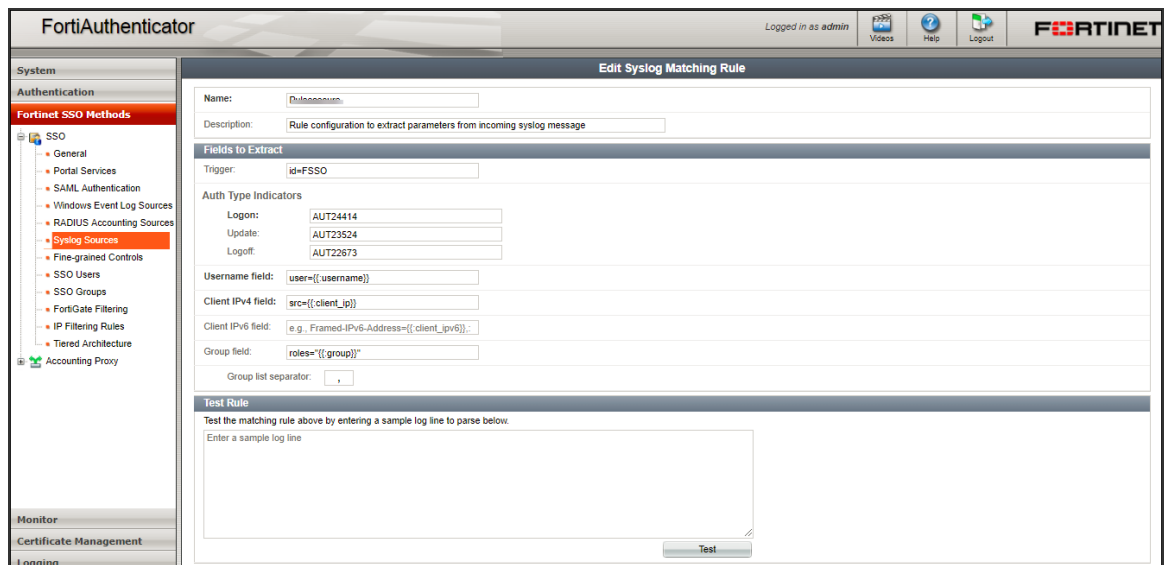 FortiAuthenticator
Logged in as admin
Videos
Help
Logout
FORTINET
System
Authentication
Fortinet SSO Methods
SSO
General
Portal Services
SAML Authentication
Windows Event Log Sources
RADIUS Accounting Sources
Syslog Sources
Fine-grained Controls
SSO Users
SSO Groups
FortiGate Filtering
IP Filtering Rules
Tiered Architecture
Accounting Proxy
Monitor
Certificate Management
Logging
Edit Syslog Matching Rule
Name:
Description: Rule configuration to extract parameters from incoming syslog message
Fields to Extract
Trigger: id=FSSO
Auth Type Indicators
Logon: AUT24414
Update: AUT23524
Logoff: AUT22673
Username field: user={{:username}}
Client IPv4 field: src={{:client_ip}}
Client IPv6 field: e.g., Framed-IPv6-Address={{:client_ipv6}},:
Group field: roles="{{:group}}"
Group list separator: ,
Test Rule
Test the matching rule above by entering a sample log line to parse below.
Enter a sample log line
Test